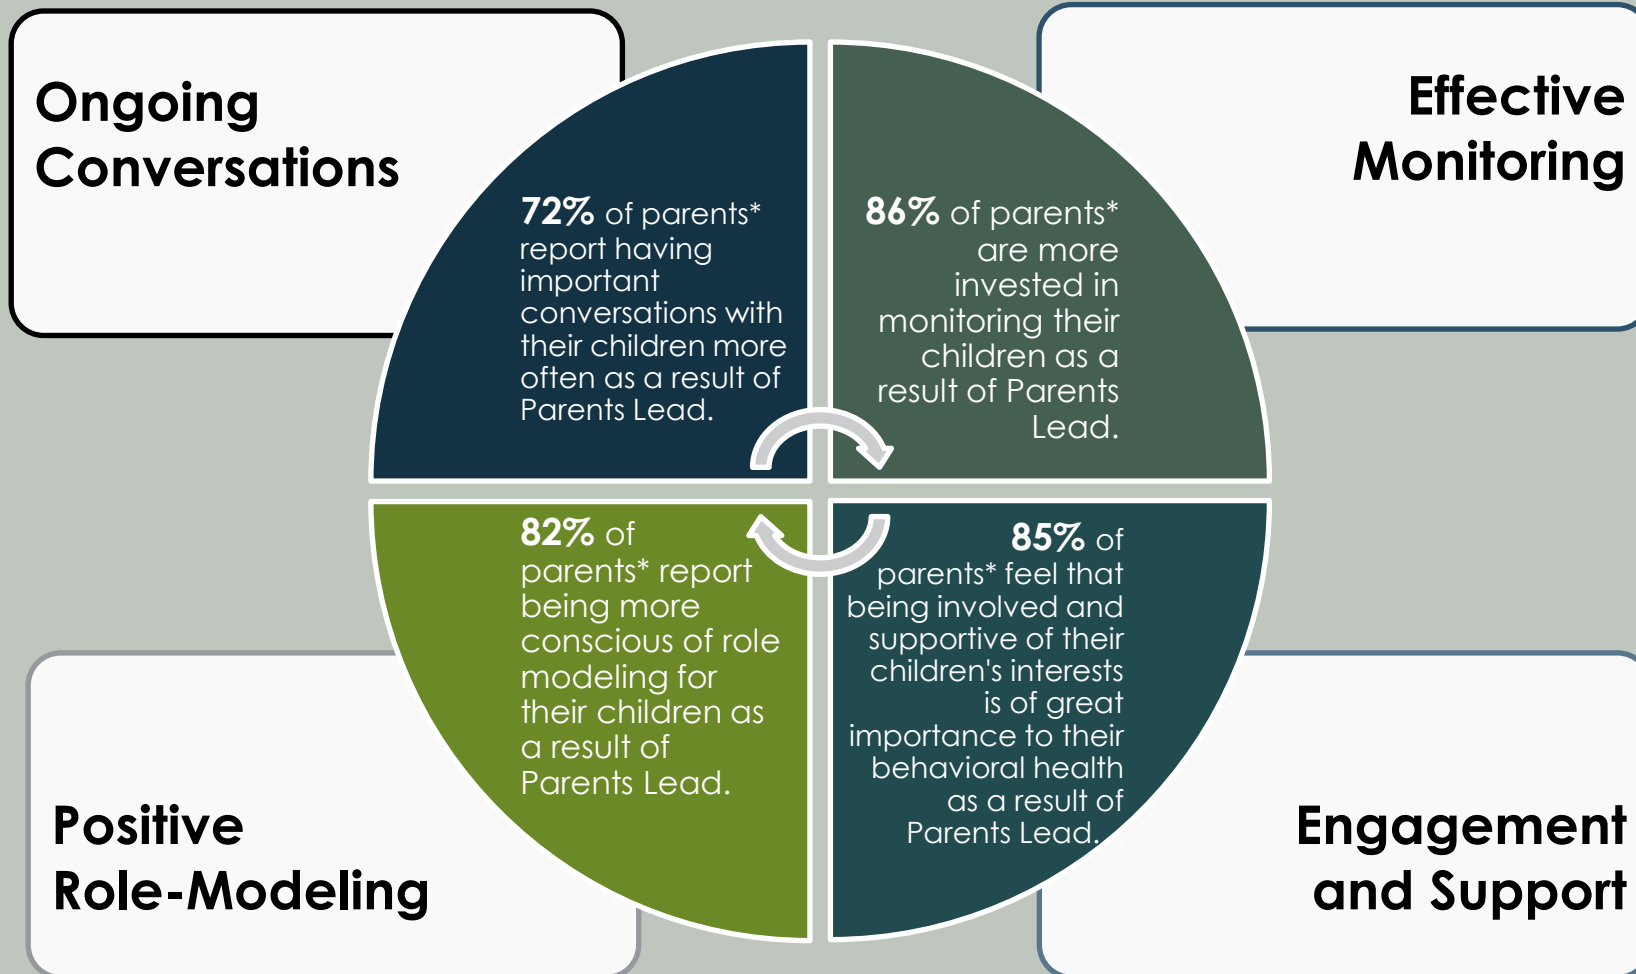 Ongoing
Conversations
72% of parents*
report having
important
conversations with
their children more
often as a result of
Parents Lead.
Effective
Monitoring
86% of parents*
are more
invested in
monitoring their
children as a
result of Parents
Lead.
82% of
parents* report
being more
conscious of role
modeling for
their children as
a result of
Parents Lead.
Positive
Role-Modeling
85% of
parents* feel that
being involved and
supportive of their
children's interests
is of great
importance to their
behavioral health
as a result of
Parents Lead. .
Engagement
and Support